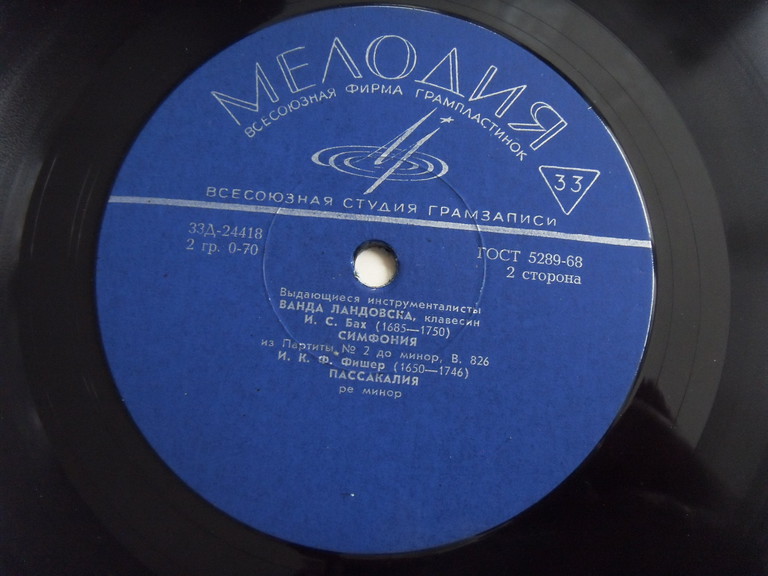 МЕЛОДИЯ
ВСЕСОЮЗНАЯ ФИРМА ГРАМПЛАСТИНОК
33
ВСЕСОЮЗНАЯ СТУДИЯ ГРАМЗАПИСИ
33Д-24418
2 гр. 0-70
ГОСТ 5289-68
2 сторона
Выдающиеся инструменталисты
ВАНДА ЛАНДОВСКА, клавесин
И. С. Бах (1685—1750)
СИМФОНИЯ
из Партиты № 2 до минор, В. 826
И. К. Ф. Фишер (1650—1746)
ПАССАКАЛИЯ
ре минор